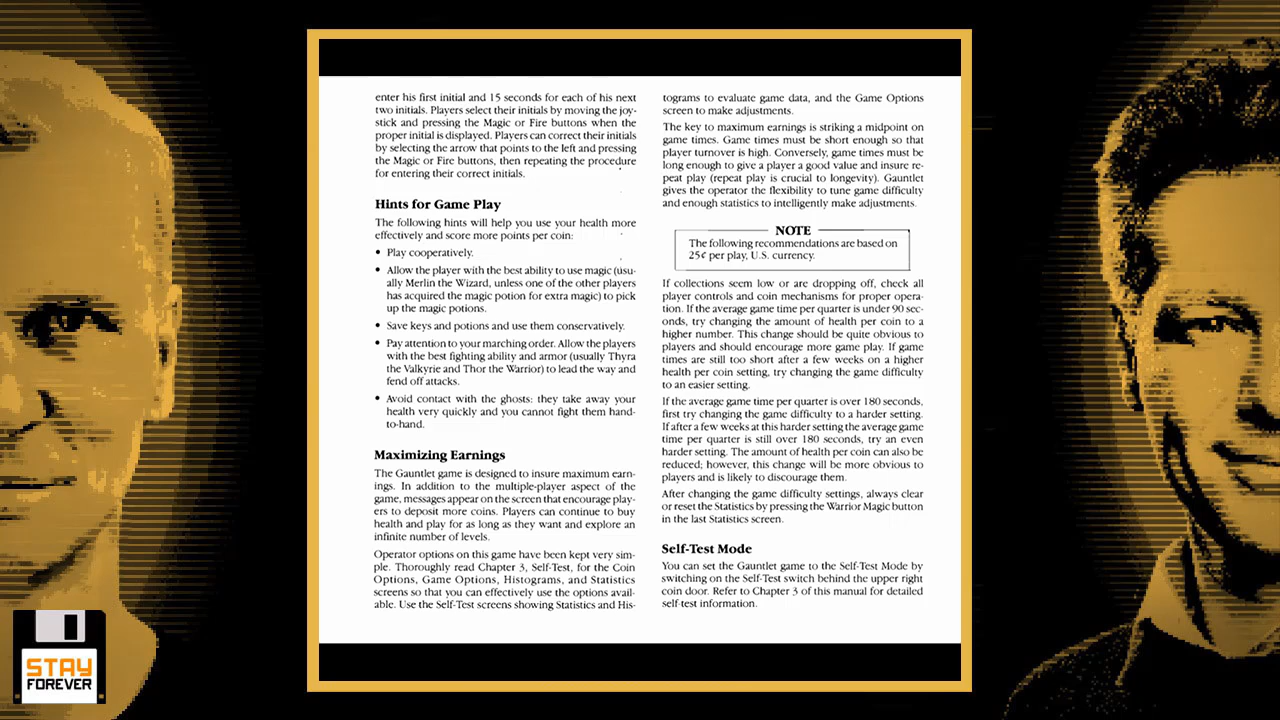 enter his first initial and 15 seconds for each of his next
two initials. Players select their initials by moving the joy-
stick and pressing the Magic or Fire buttons when the
proper initial is displayed. Players can correct their initials
by selecting the arrow that points to the left and pressing
the Magic or Fire buttons, then repeating the procedure
for entering their correct initials.
Hints for Game Play
The following hints will help you use your health more
effectively and score more points per coin:
• Play cooperatively.
• Allow the player with the best ability to use magic (usu-
ally Merlin the Wizard, unless one of the other players
has acquired the magic potion for extra magic) to pick
up the magic potions.
• Save keys and potions and use them conservatively.
• Pay attention to your marching order. Allow the players
with the best fighting ability and armor (usually Thyra
the Valkyrie and Thor the Warrior) to lead the way and
fend off attacks.
• Avoid contact with the ghosts: they take away your
health very quickly and you cannot fight them hand-
to-hand.
Maximizing Earnings
The Gauntlet game is designed to insure maximum earn-
ings. In addition to the multiple-player aspect of the
game, messages appear on the screen that encourage play-
ers to deposit more coins. Players can continue to buy
health and play for as long as they want and explore an
infinite number of levels.
Operator options on this game have been kept very sim-
ple. Thoroughly read Chapter 3, Self-Test, for the Coin
Options, Game Options, Histograms, and Statistics
screens so that you can effectively use the options avail-
able. Use the Self-Test screens showing Statistics and His-
tograms to evaluate game data, and the Game Options
screen to make adjustments.
The key to maximum earnings is striking a midpoint on
game times. Game times must be short enough so that
player turnover is high. Conversely, game times must be
long enough to give a player a good value and insure re-
peat play (repeat play is crucial to longevity). Gauntlet
gives the operator the flexibility to tune game difficulty
and enough statistics to intelligently make adjustments.
NOTE
The following recommendations are based on
25¢ per play, U.S. currency.
If collections seem low or are dropping off, check all
player controls and coin mechanisms for proper opera-
tion. If the average game time per quarter is under 90 sec-
onds, try changing the amount of health per coin to a
higher number. This change should be quite obvious to
players and should encourage more game play. If game
times are still too short after a few weeks on a higher
health per coin setting, try changing the game difficulty
to an easier setting.
If the average game time per quarter is over 180 seconds,
first try changing the game difficulty to a harder setting.
If after a few weeks at this harder setting the average game
time per quarter is still over 180 seconds, try an even
harder setting. The amount of health per coin can also be
reduced; however, this change will be more obvious to
players and is likely to discourage them.
After changing the game difficulty settings, always clear
or reset the Statistics by pressing the Warrior Magic button
in the last Statistics screen.
Self-Test Mode
You can set the Gauntlet game to the Self-Test Mode by
switching on the Self-Test switch behind the upper right
coin door. Refer to Chapter 3 of this manual for detailed
self-test information.
STAY
FOREVER